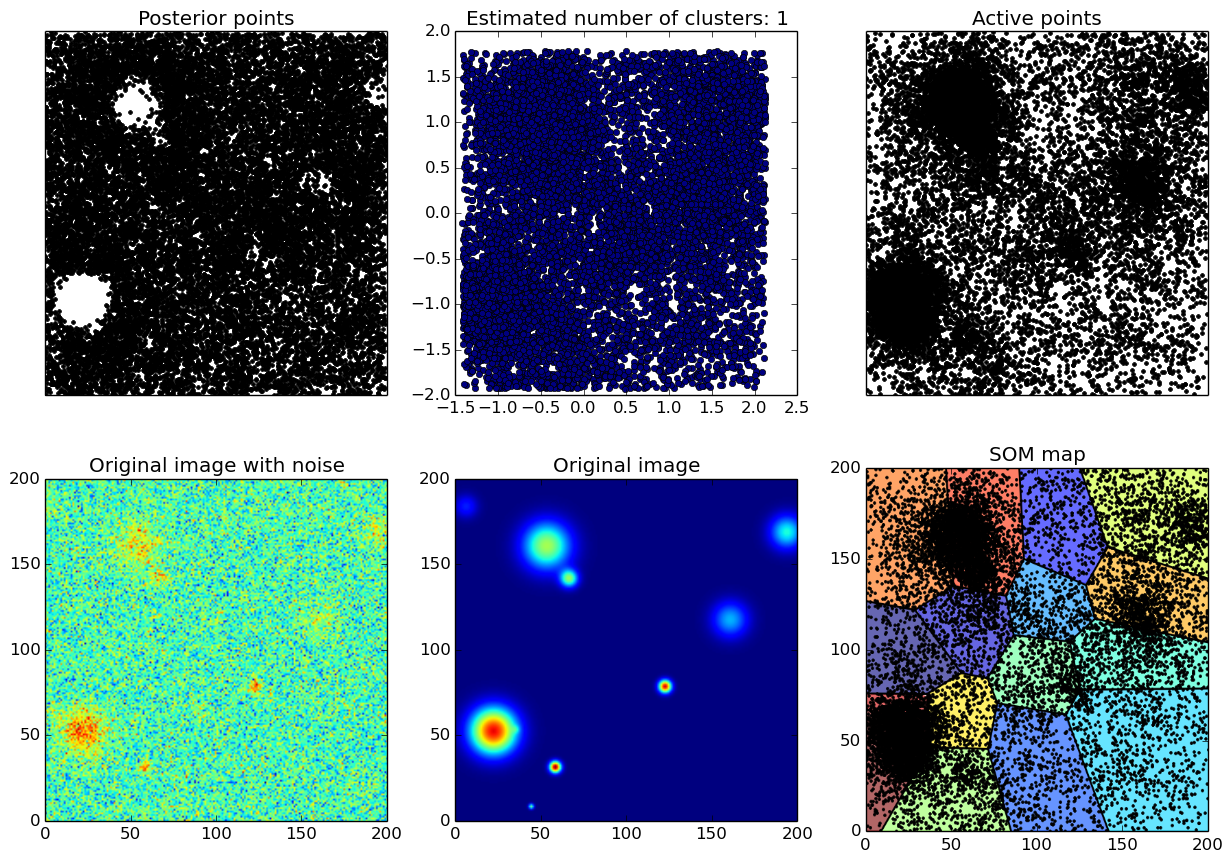 Posterior points
Estimated number of clusters: 1
Active points
2.0
1.5
1.0
0.5
0.0
−0.5
−1.0
−1.5
−2.0
−1.5 −1.0 −0.5 0.0 0.5 1.0 1.5 2.0 2.5
Original image with noise
Original image
SOM map
200
150
100
50
0
0 50 100 150 200
200
150
100
50
0
0 50 100 150 200
200
150
100
50
0
0 50 100 150 200